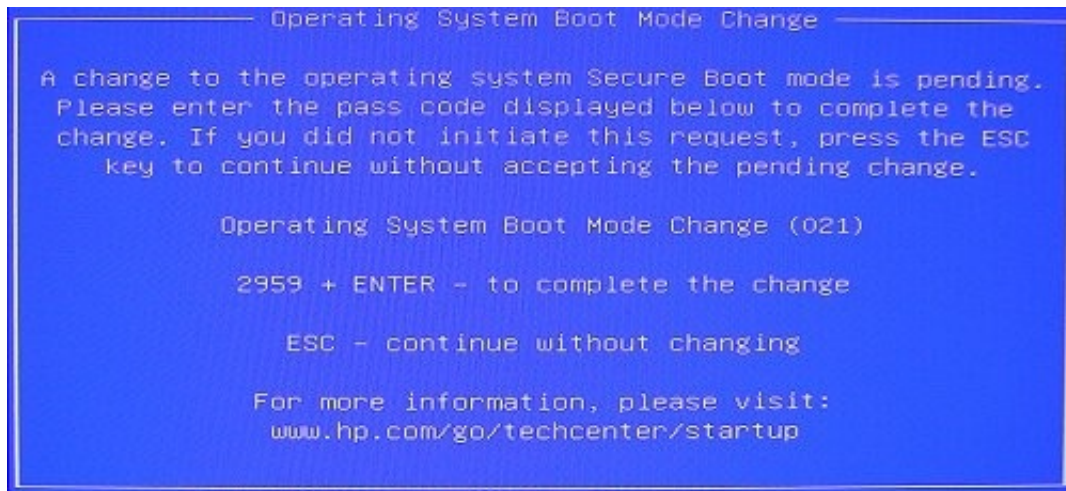 Operating System Boot Mode Change
A change to the operating system Secure Boot mode is pending.
Please enter the pass code displayed below to complete the
change. If you did not initiate this request, press the ESC
key to continue without accepting the pending change.
Operating System Boot Mode Change (021)
2959 + ENTER - to complete the change
ESC - continue without changing
For more information, please visit:
www.hp.com/go/techcenter/startup